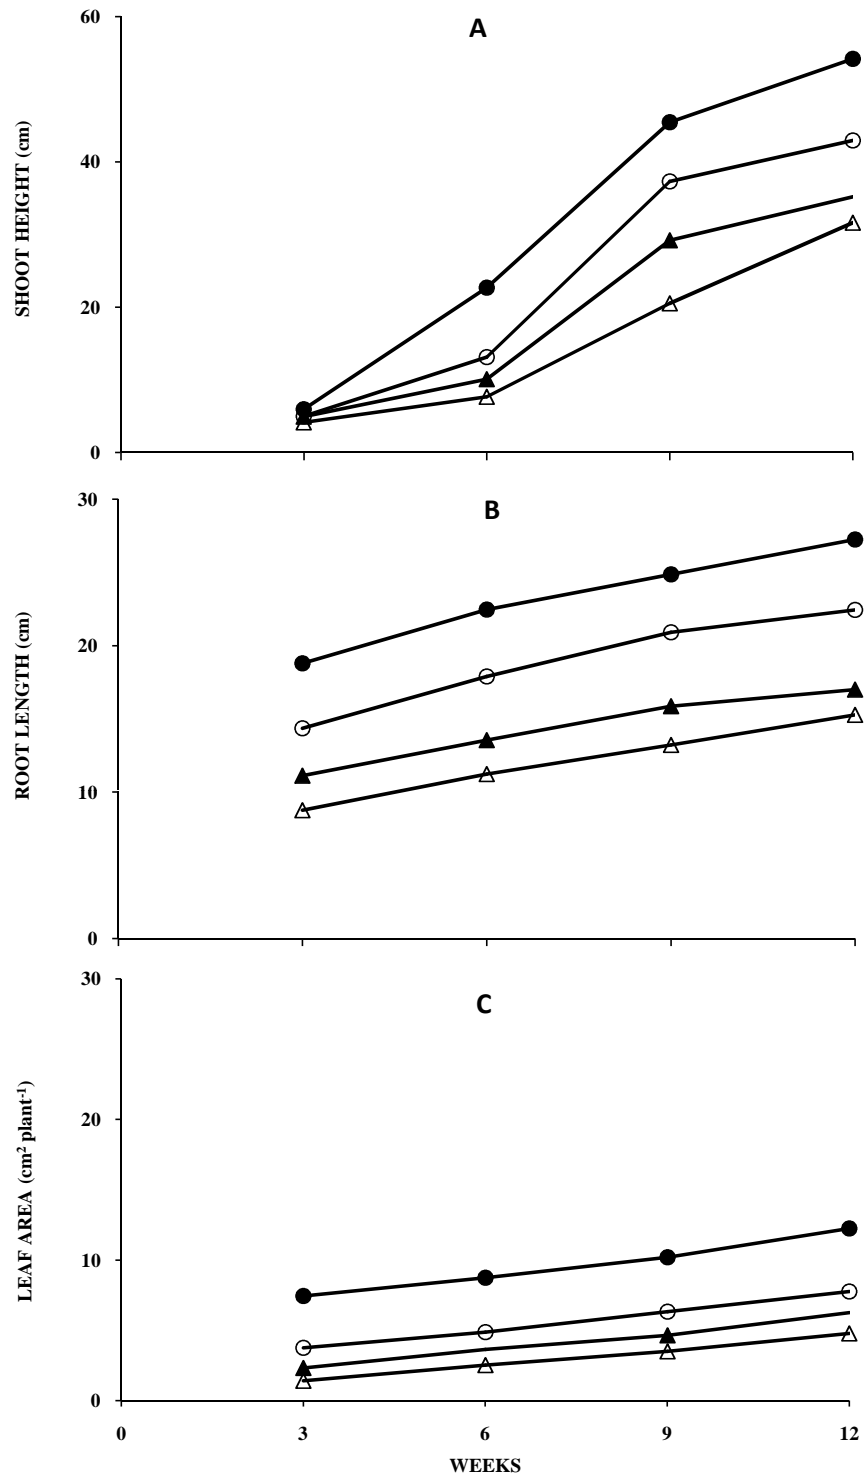 A
60
40
20
0
SHOOT HEIGHT (cm)
B
30
20
10
0
ROOT LENGTH (cm)
C
30
20
10
0
LEAF AREA (cm² plant⁻¹)
0 3 6 9 12
WEEKS